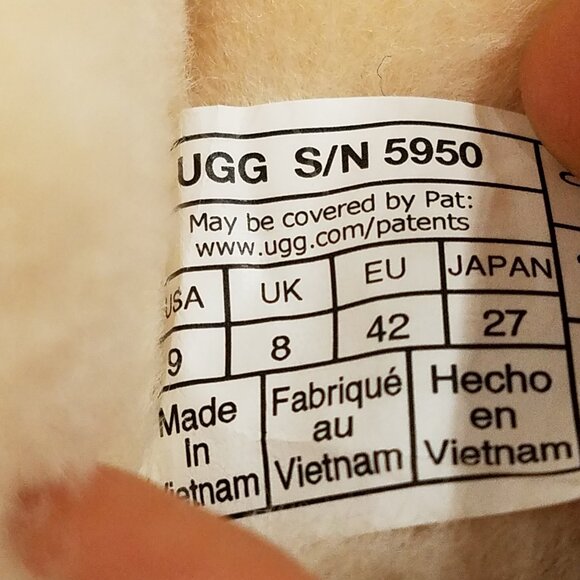 UGG S/N 5950
May be covered by Pat:
www.ugg.com/patents
USA UK EU JAPAN
9 8 42 27
Made In Vietnam
Fabriqué au Vietnam
Hecho en Vietnam